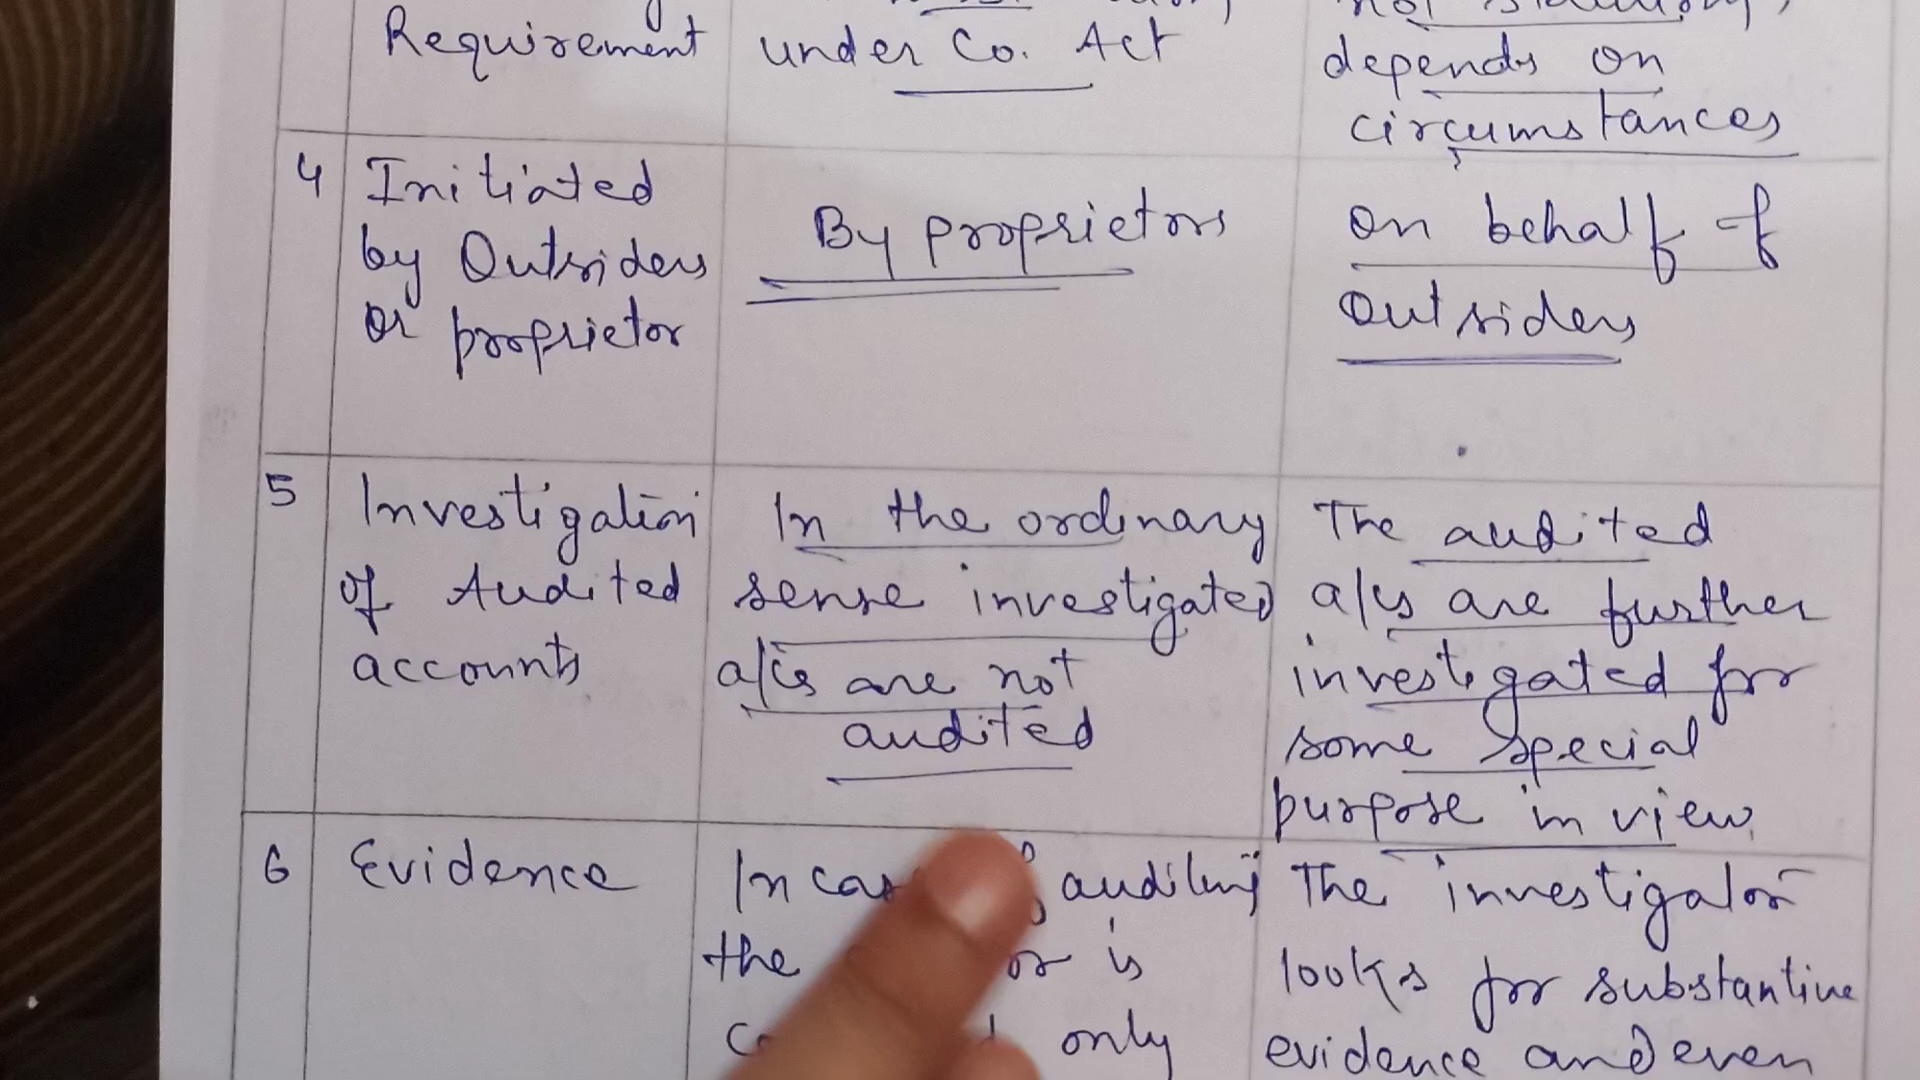 Requirement
under Co. Act
depends on
circumstances
4
Initiated
by Outsiders
or proprietor
By proprietors
on behalf of
outsiders
5
Investigation
of Audited
accounts
In the ordinary
sense investigated
a/cs are not
audited
The audited
a/cs are further
investigated for
some special
purpose in view.
6
Evidence
In auditing
the is
only
The investigator
looks for substantive
evidence and even